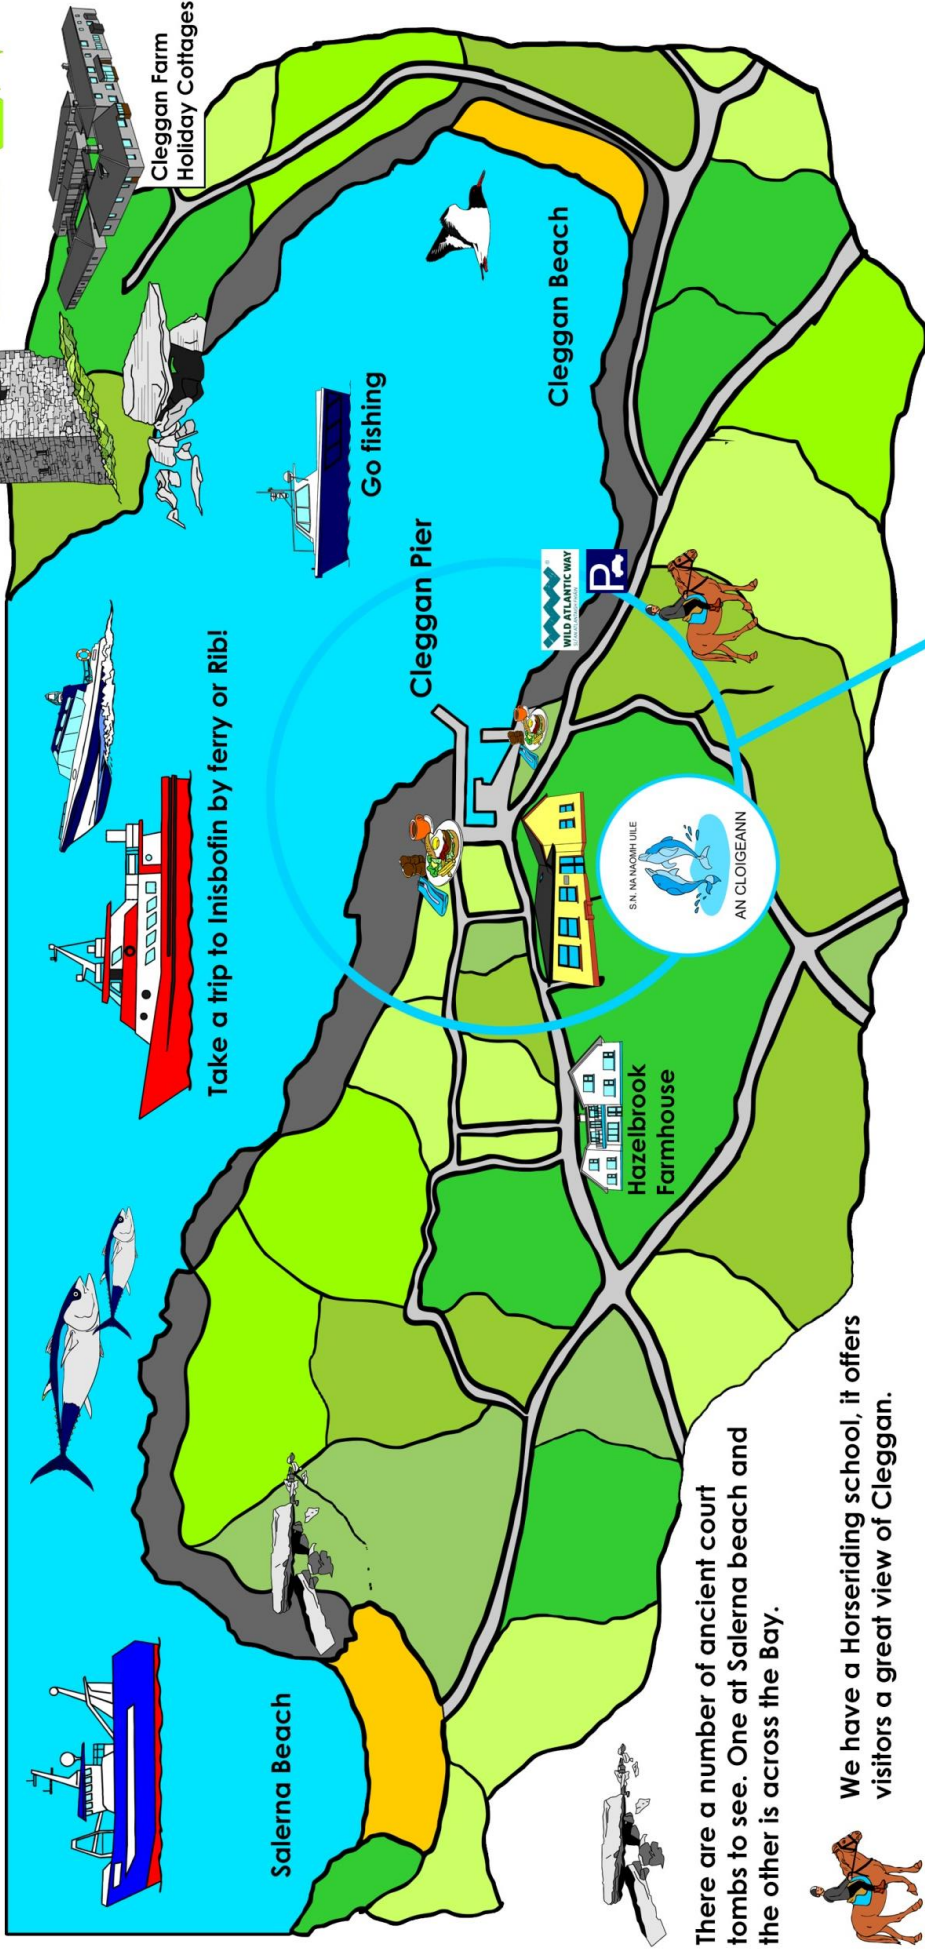 Cleggan Farm
Holiday Cottages
Take a trip to Inisbofin by ferry or Rib!
Salerna Beach
Go fishing
Cleggan Pier
Cleggan Beach
WILD ATLANTIC WAY
P
Hazelbrook
Farmhouse
S.N. NA NAOMH UILE
AN CLOIGEANN
There are a number of ancient court
tombs to see. One at Salerna beach and
the other is across the Bay.
We have a Horseriding school, it offers
visitors a great view of Cleggan.